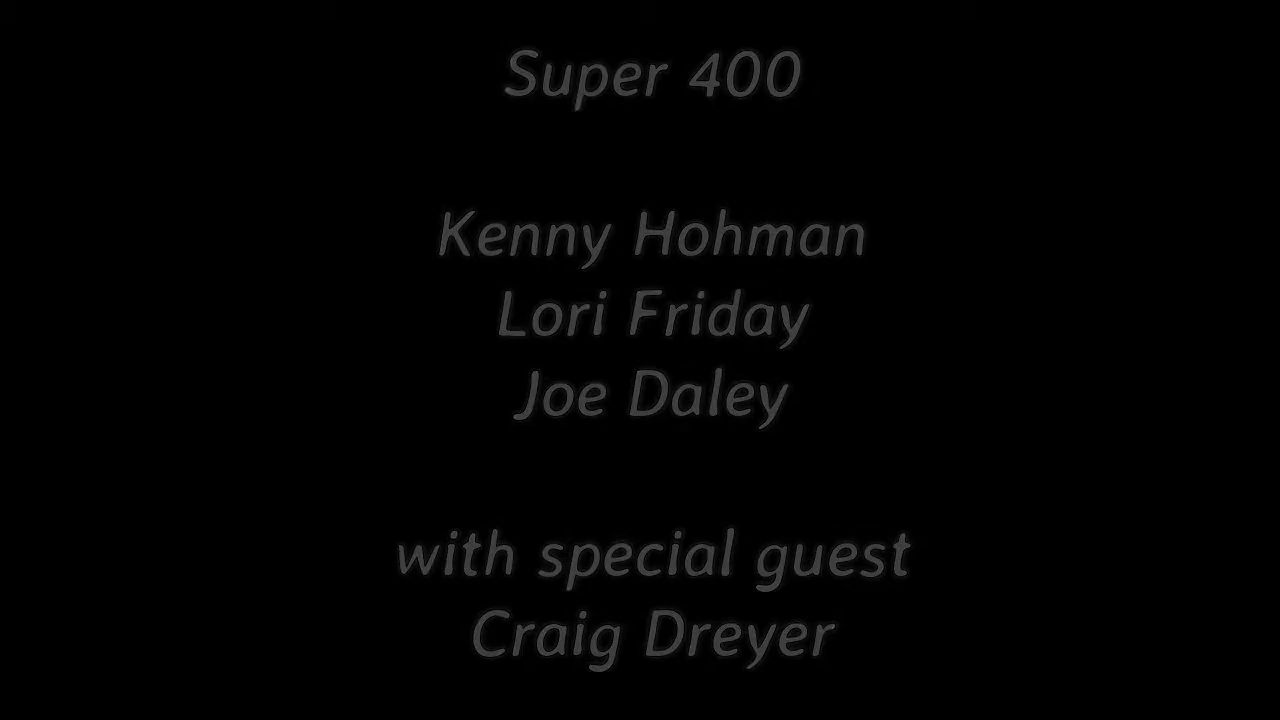 Super 400
Kenny Hohman
Lori Friday
Joe Daley
with special guest
Craig Dreyer